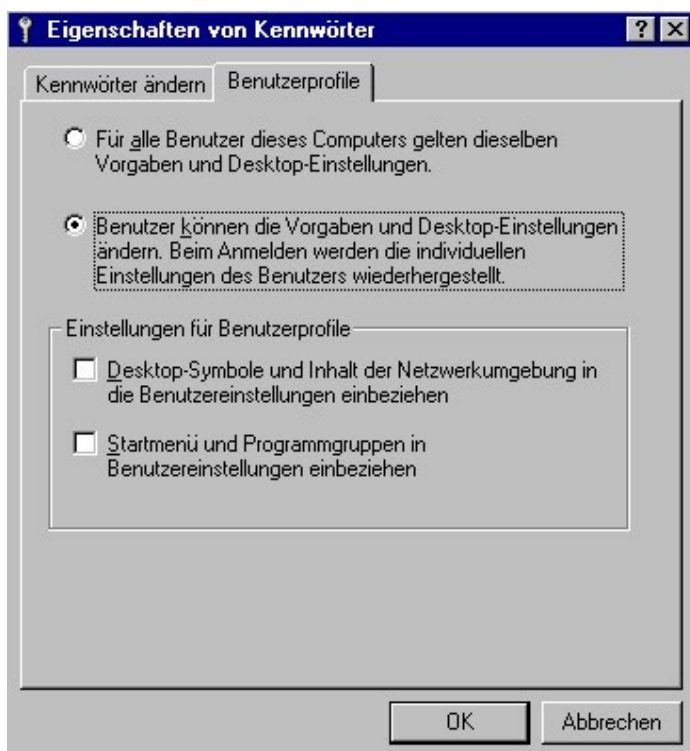 Eigenschaften von Kennwörter
Kennwörter ändern
Benutzerprofile
Für alle Benutzer dieses Computers gelten dieselben
Vorgaben und Desktop-Einstellungen.
Benutzer können die Vorgaben und Desktop-Einstellungen
ändern. Beim Anmelden werden die individuellen
Einstellungen des Benutzers wiederhergestellt.
Einstellungen für Benutzerprofile
Desktop-Symbole und Inhalt der Netzwerkumgebung in
die Benutzereinstellungen einbeziehen
Startmenü und Programmgruppen in
Benutzereinstellungen einbeziehen
OK
Abbrechen